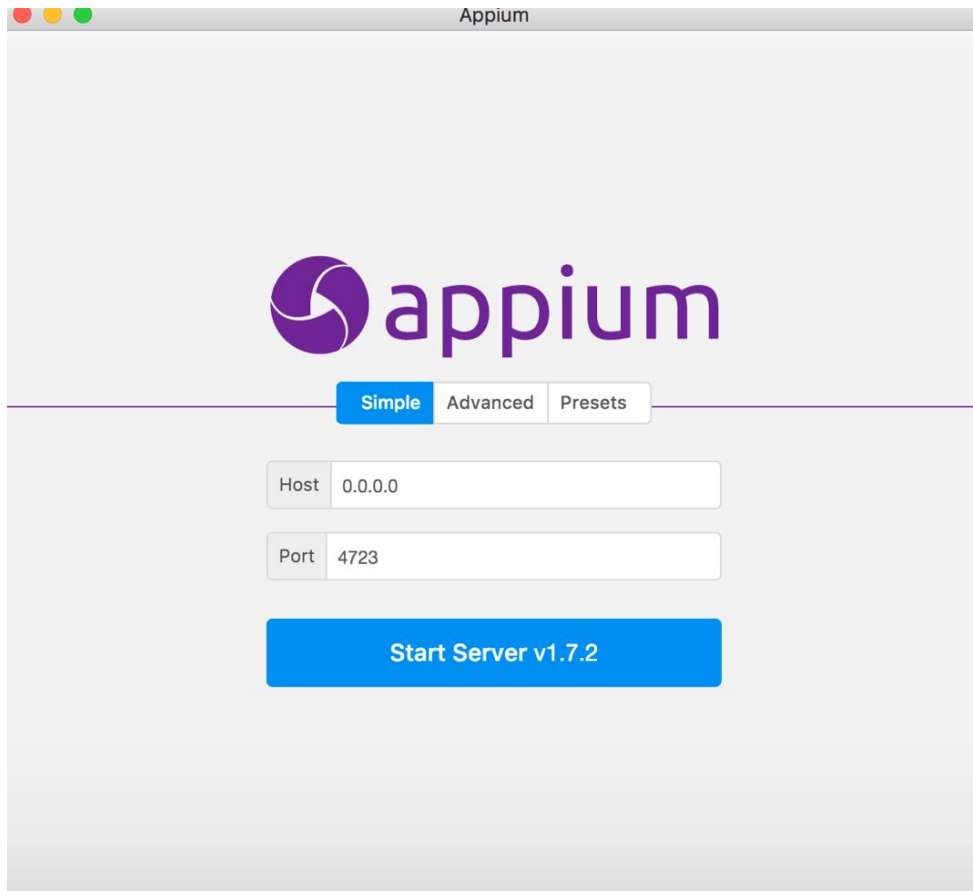 Appium
appium
Simple Advanced Presets
Host 0.0.0.0
Port 4723
Start Server v1.7.2